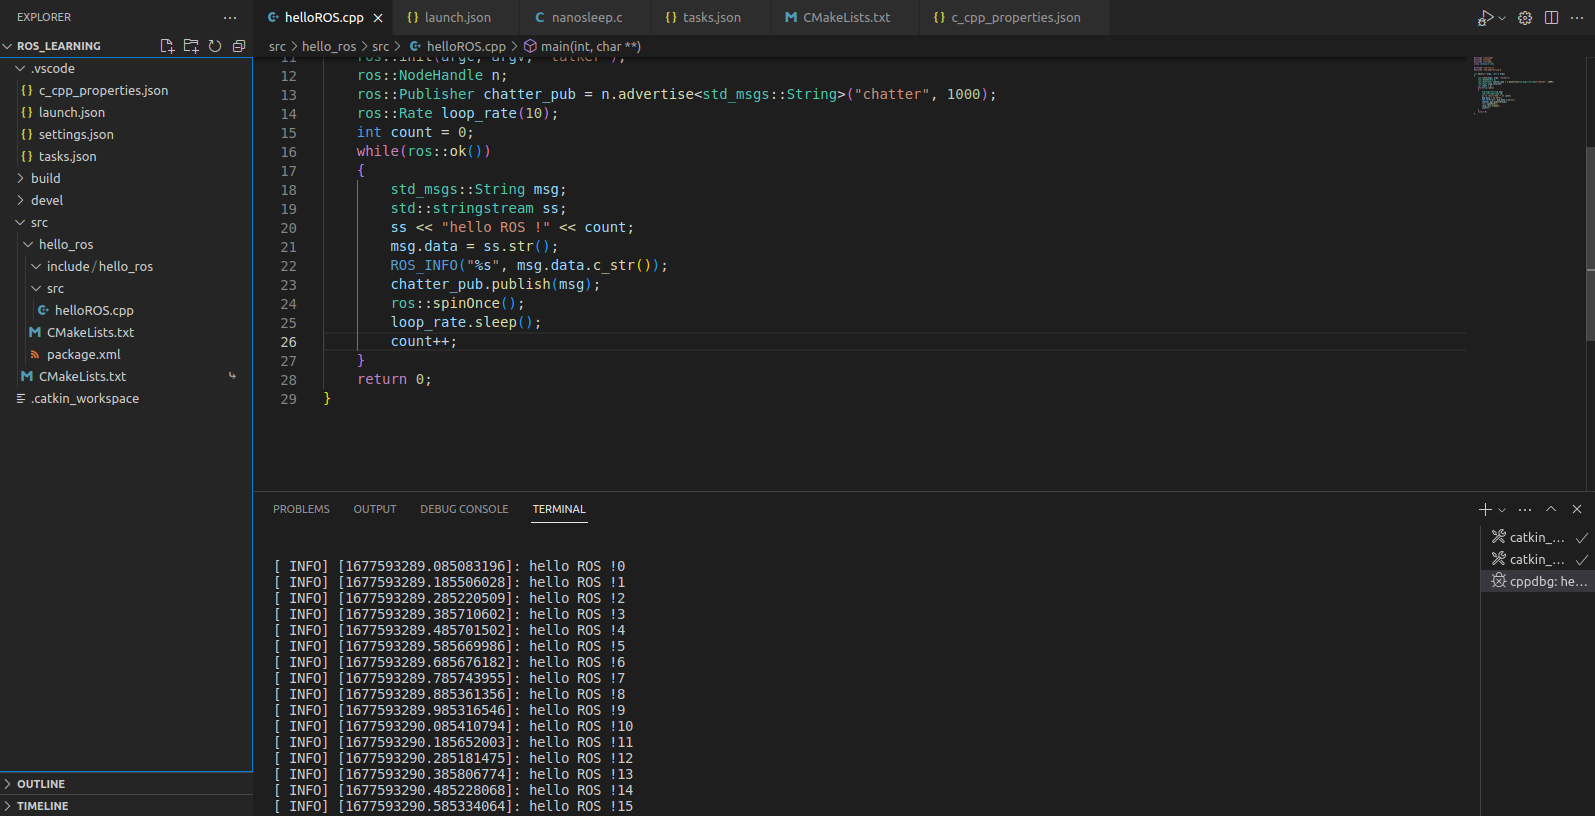 EXPLORER
helloROS.cpp launch.json nanosleep.c tasks.json CMakeLists.txt c_cpp_properties.json
ROS_LEARNING
src > hello_ros > src > helloROS.cpp > main(int, char **)
.vscode
c_cpp_properties.json
launch.json
settings.json
tasks.json
build
devel
src
hello_ros
include/hello_ros
src
helloROS.cpp
CMakeLists.txt
package.xml
CMakeLists.txt
.catkin_workspace
OUTLINE
TIMELINE
11 ros::init(argc, argv, "talker");
12 ros::NodeHandle n;
13 ros::Publisher chatter_pub = n.advertise<std_msgs::String>("chatter", 1000);
14 ros::Rate loop_rate(10);
15 int count = 0;
16 while(ros::ok())
17 {
18 std_msgs::String msg;
19 std::stringstream ss;
20 ss << "hello ROS !" << count;
21 msg.data = ss.str();
22 ROS_INFO("%s", msg.data.c_str());
23 chatter_pub.publish(msg);
24 ros::spinOnce();
25 loop_rate.sleep();
26 count++;
27 }
28 return 0;
29 }
PROBLEMS OUTPUT DEBUG CONSOLE TERMINAL
[ INFO] [1677593289.085083196]: hello ROS !0
[ INFO] [1677593289.185506028]: hello ROS !1
[ INFO] [1677593289.285220509]: hello ROS !2
[ INFO] [1677593289.385710602]: hello ROS !3
[ INFO] [1677593289.485701502]: hello ROS !4
[ INFO] [1677593289.585669986]: hello ROS !5
[ INFO] [1677593289.685676182]: hello ROS !6
[ INFO] [1677593289.785743955]: hello ROS !7
[ INFO] [1677593289.885361356]: hello ROS !8
[ INFO] [1677593289.985316546]: hello ROS !9
[ INFO] [1677593290.085410794]: hello ROS !10
[ INFO] [1677593290.185652003]: hello ROS !11
[ INFO] [1677593290.285181475]: hello ROS !12
[ INFO] [1677593290.385806774]: hello ROS !13
[ INFO] [1677593290.485228068]: hello ROS !14
[ INFO] [1677593290.585334064]: hello ROS !15
catkin_...
catkin_...
cppdbg: he...